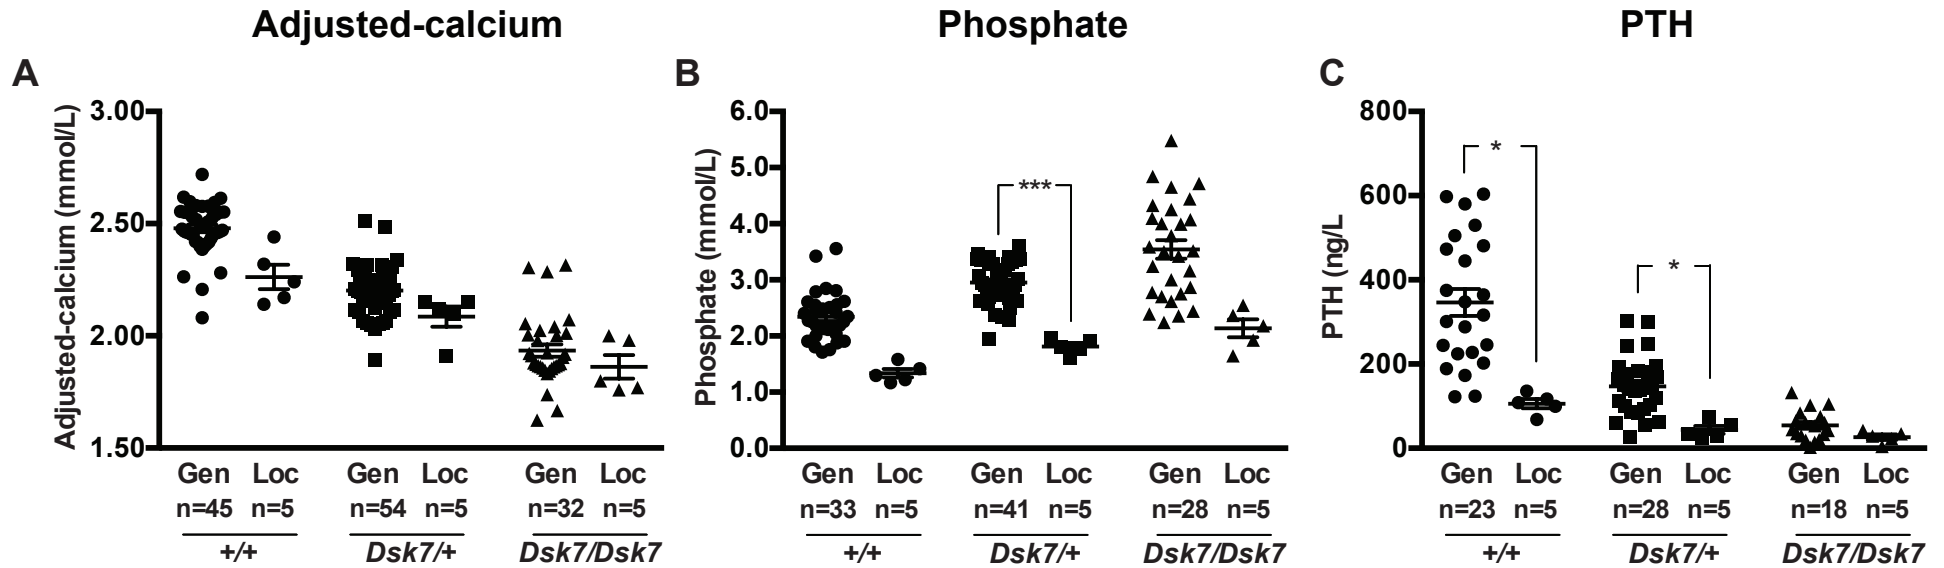 Adjusted-calcium
Phosphate
PTH
A
B
C
Adjusted-calcium (mmol/L)
3.00
2.50
2.00
1.50
Gen Loc Gen Loc Gen Loc
n=45 n=5 n=54 n=5 n=32 n=5
+/+ Dsk7/+ Dsk7/Dsk7
Phosphate (mmol/L)
6.0
5.0
4.0
3.0
2.0
1.0
0.0
***
Gen Loc Gen Loc Gen Loc
n=33 n=5 n=41 n=5 n=28 n=5
+/+ Dsk7/+ Dsk7/Dsk7
PTH (ng/L
800
600
400
200
0
*
*
Gen Loc Gen Loc Gen Loc
n=23 n=5 n=28 n=5 n=18 n=5
+/+ Dsk7/+ Dsk7/Dsk7